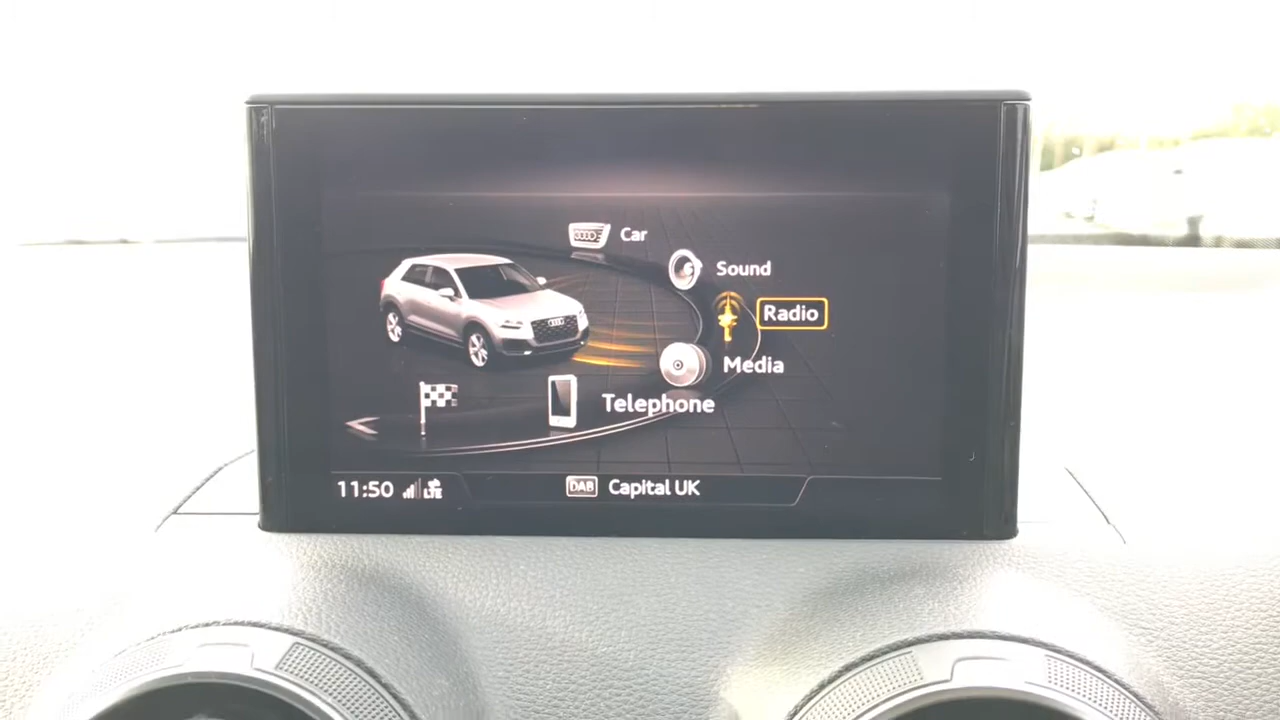 Car
Sound
Radio
Media
Telephone
11:50 LTE
DAB Capital UK